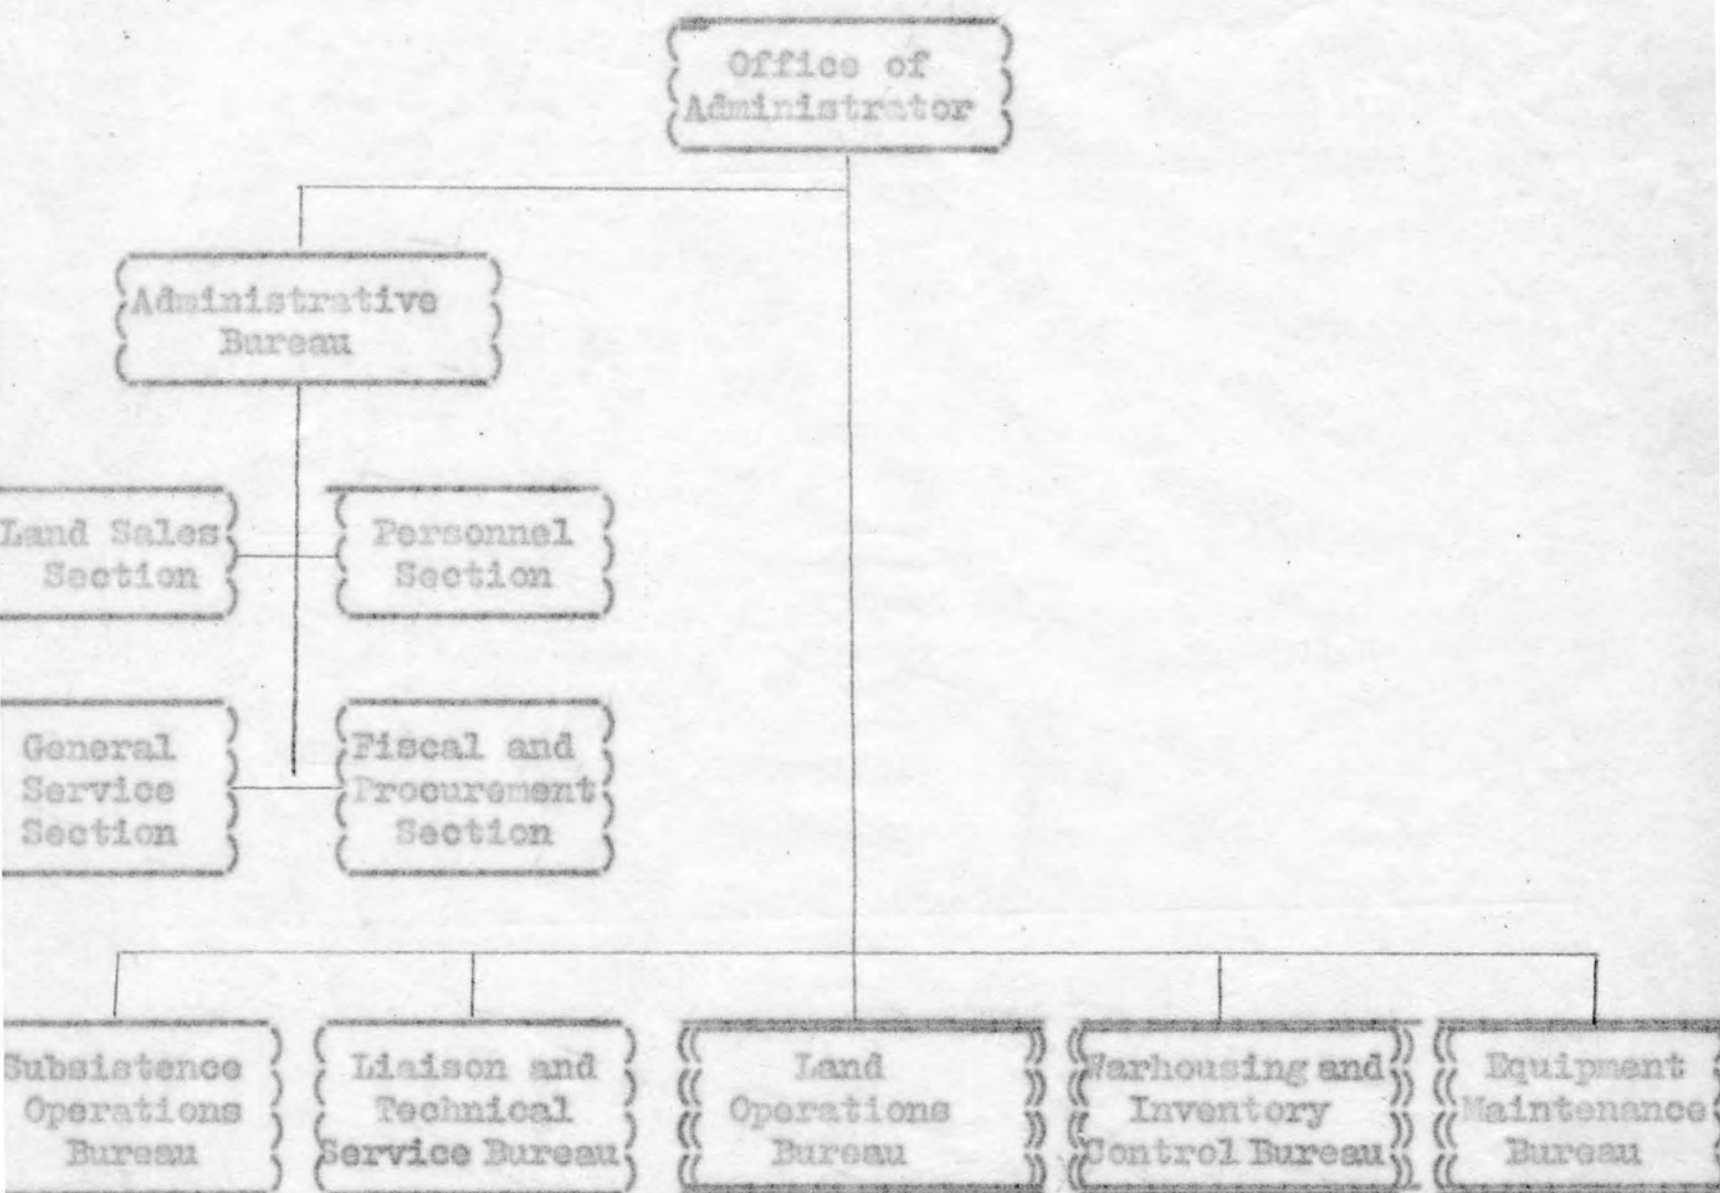 Office of
Administrator
Administrative
Bureau
Land Sales
Section
Personnel
Section
General
Service
Section
Fiscal and
Procurement
Section
Subsistence
Operations
Bureau
Liaison and
Technical
Service Bureau
Land
Operations
Bureau
Warhousing and
Inventory
Control Bureau
Equipment
Maintenance
Bureau